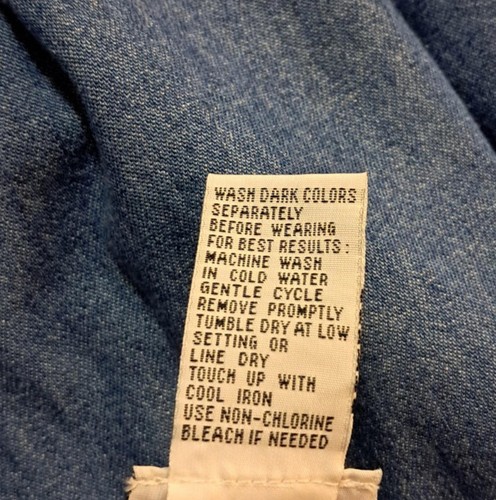 WASH DARK COLORS
SEPARATELY
BEFORE WEARING
FOR BEST RESULTS:
MACHINE WASH
IN COLD WATER
GENTLE CYCLE
REMOVE PROMPTLY
TUMBLE DRY AT LOW
SETTING OR
LINE DRY
TOUCH UP WITH
COOL IRON
USE NON-CHLORINE
BLEACH IF NEEDED